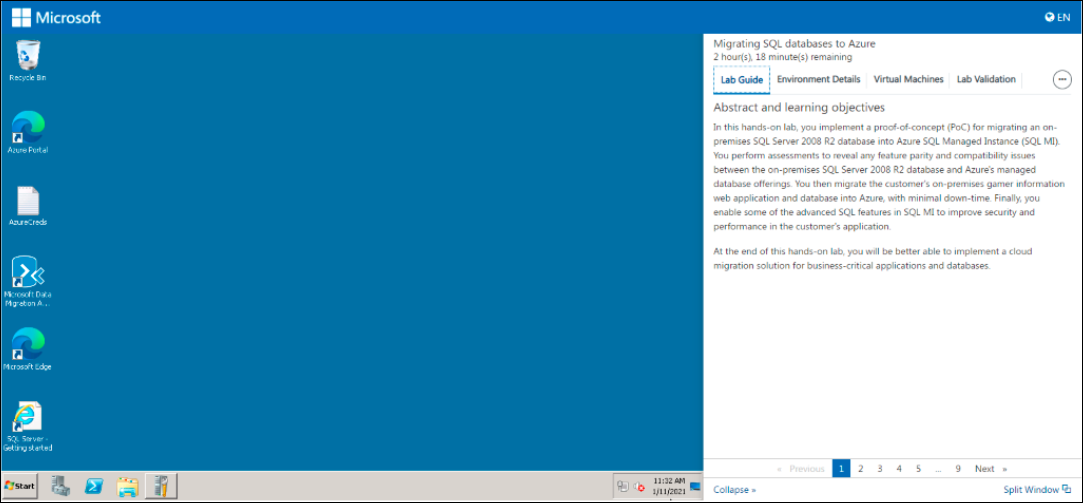 Microsoft
EN
Recycle Bin
Azure Portal
AzureCreds
Microsoft Data
Migration A...
Microsoft Edge
SQL Server -
Getting started
Start
11:32 AM
1/11/2021
Migrating SQL databases to Azure
2 hour(s), 18 minute(s) remaining
Lab Guide Environment Details Virtual Machines Lab Validation
Abstract and learning objectives
In this hands-on lab, you implement a proof-of-concept (PoC) for migrating an on-
premises SQL Server 2008 R2 database into Azure SQL Managed Instance (SQL MI).
You perform assessments to reveal any feature parity and compatibility issues
between the on-premises SQL Server 2008 R2 database and Azure's managed
database offerings. You then migrate the customer's on-premises gamer information
web application and database into Azure, with minimal down-time. Finally, you
enable some of the advanced SQL features in SQL MI to improve security and
performance in the customer's application.
At the end of this hands-on lab, you will be better able to implement a cloud
migration solution for business-critical applications and databases.
« Previous 1 2 3 4 5 ... 9 Next »
Collapse »
Split Window